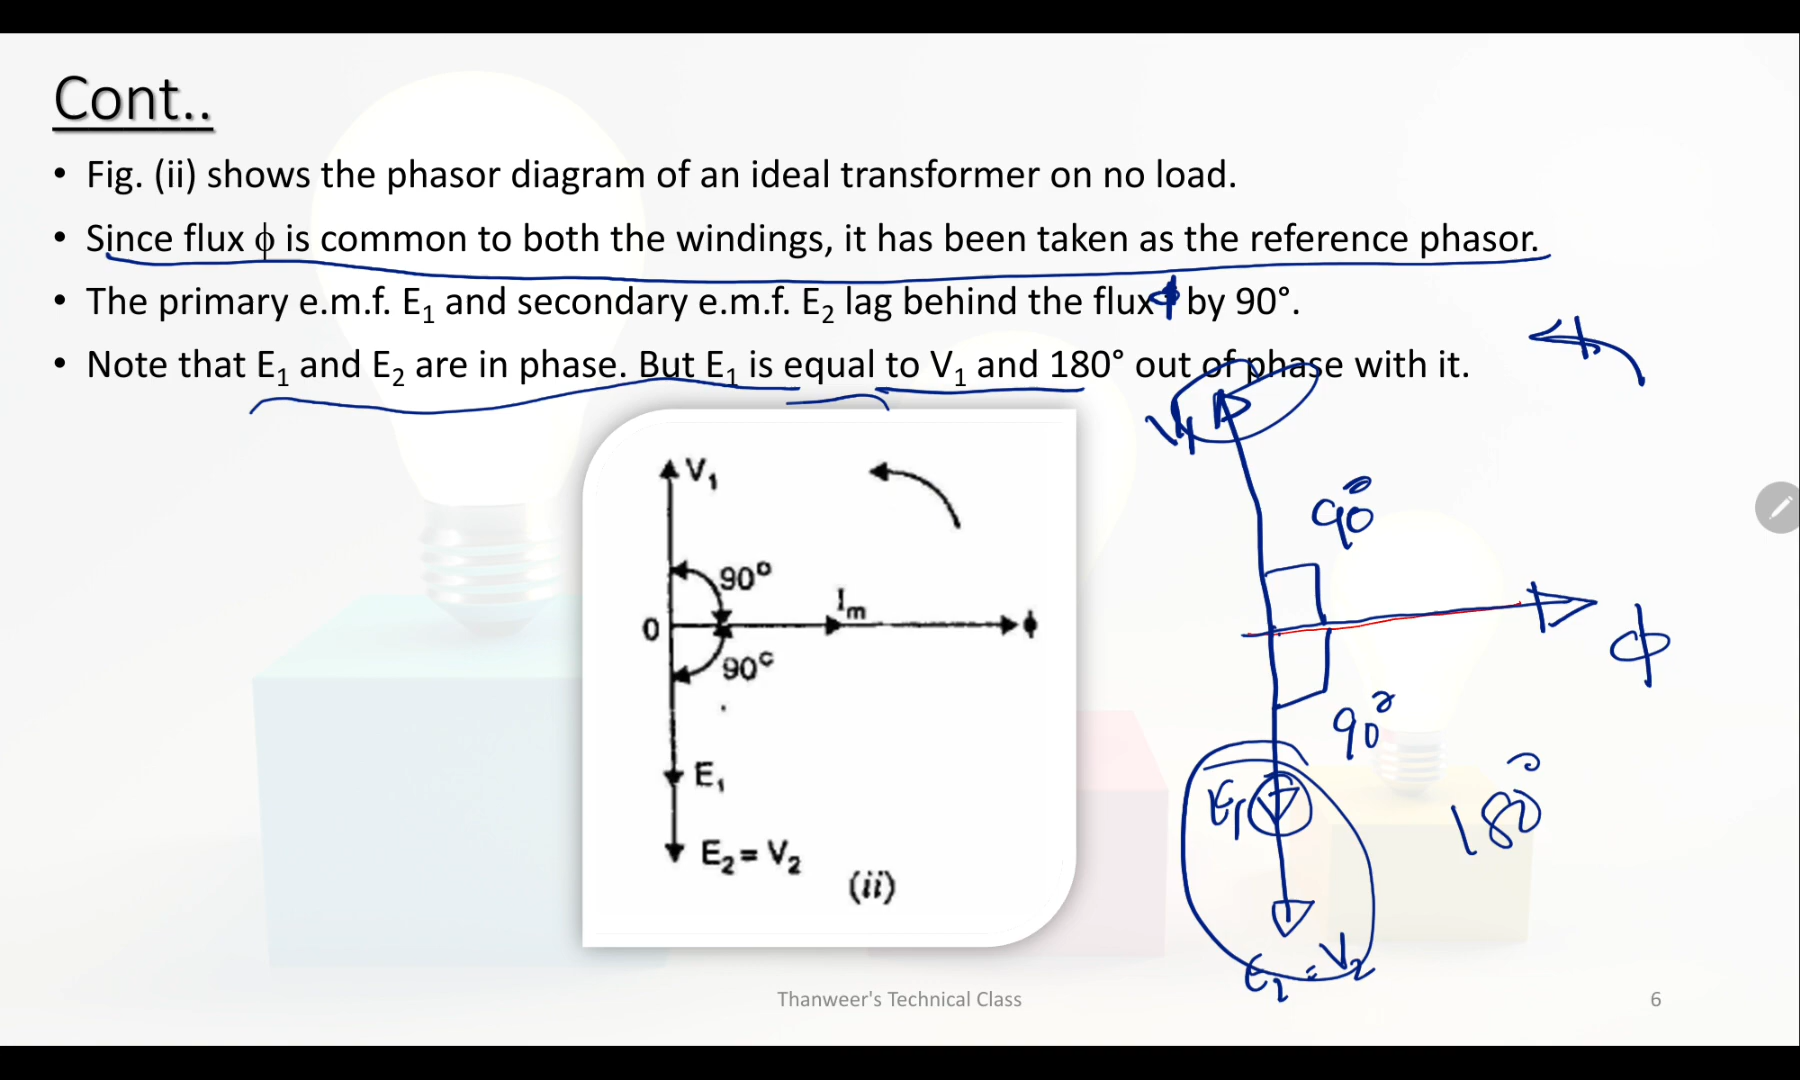 Cont..
• Fig. (ii) shows the phasor diagram of an ideal transformer on no load.
• Since flux ϕ is common to both the windings, it has been taken as the reference phasor.
• The primary e.m.f. E₁ and secondary e.m.f. E₂ lag behind the flux ϕ by 90°.
• Note that E₁ and E₂ are in phase. But E₁ is equal to V₁ and 180° out of phase with it.
V₁
90°
Iₘ
0
ϕ
90°
E₁
E₂ = V₂
(ii)
V₁
90°
ϕ
90°
E₁
180°
E₂ = V₂
Thanweer's Technical Class
6